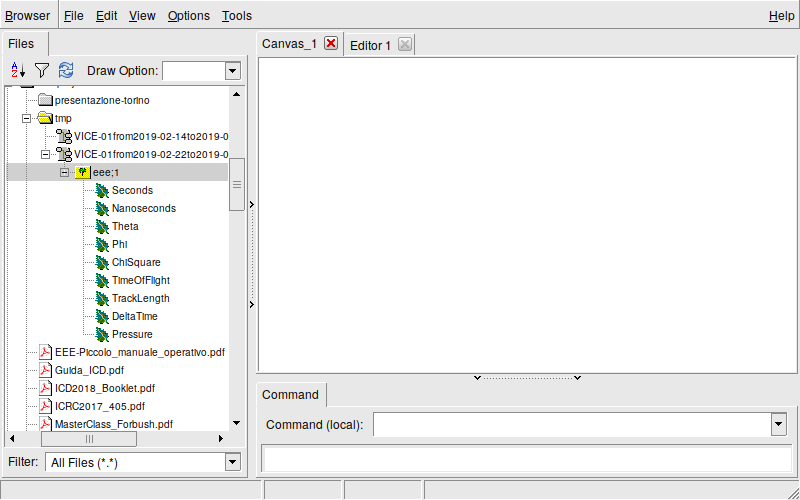 Browser File Edit View Options Tools Help
Files
Canvas_1 Editor 1
Draw Option:
presentazione-torino
tmp
VICE-01from2019-02-14to2019-0
VICE-01from2019-02-22to2019-0
eee;1
Seconds
Nanoseconds
Theta
Phi
ChiSquare
TimeOfFlight
TrackLength
DeltaTime
Pressure
EEE-Piccolo_manuale_operativo.pdf
Guida_ICD.pdf
ICD2018_Booklet.pdf
ICRC2017_405.pdf
MasterClass_Forbush.pdf
Filter: All Files (*.*)
Command
Command (local):